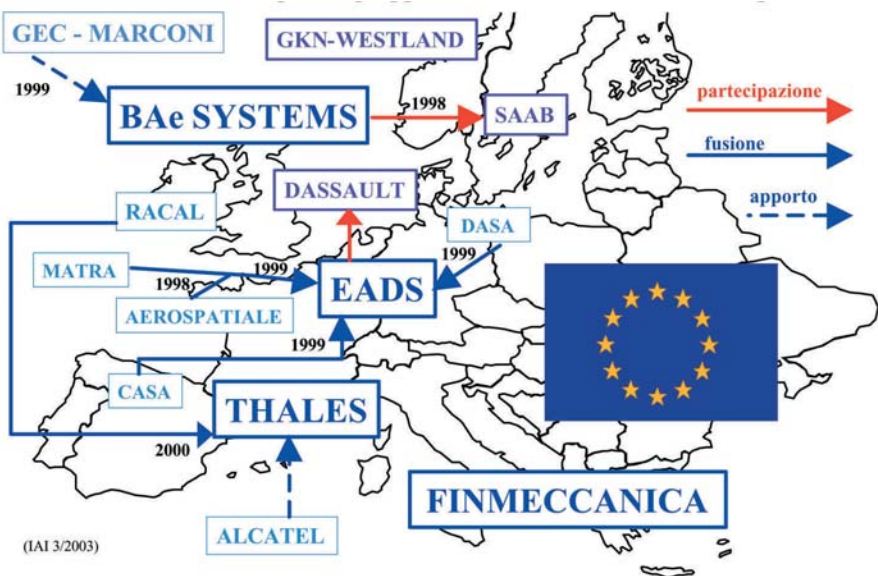 GEC - MARCONI
GKN-WESTLAND
1999
BAe SYSTEMS
1998
SAAB
partecipazione
fusione
DASSAULT
apporto
RACAL
DASA
MATRA
1999
1999
1998
EADS
AEROSPATIALE
1999
CASA
THALES
2000
FINMECCANICA
ALCATEL
(IAI 3/2003)